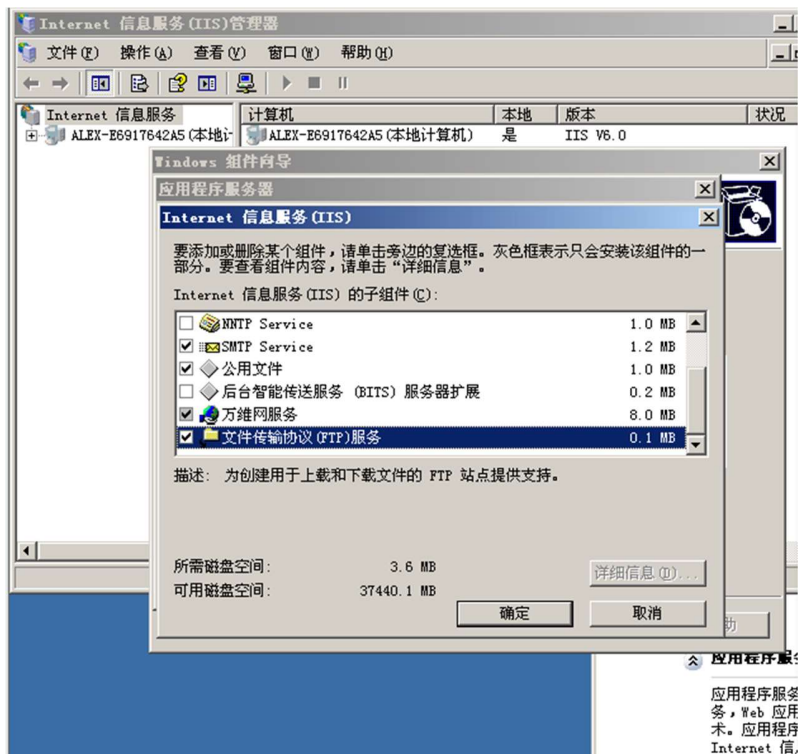 Internet 信息服务(IIS)管理器
文件(F) 操作(A) 查看(V) 窗口(W) 帮助(H)
Internet 信息服务
计算机 本地 版本 状况
ALEX-E6917642A5(本地计
ALEX-E6917642A5(本地计算机) 是 IIS V6.0
Windows 组件向导
应用程序服务器
Internet 信息服务(IIS)
要添加或删除某个组件，请单击旁边的复选框。灰色框表示只会安装该组件的一
部分。要查看组件内容，请单击“详细信息”。
Internet 信息服务(IIS) 的子组件(C):
NNTP Service 1.0 MB
SMTP Service 1.2 MB
公用文件 1.0 MB
后台智能传送服务 (BITS) 服务器扩展 0.2 MB
万维网服务 8.0 MB
文件传输协议(FTP)服务 0.1 MB
描述: 为创建用于上载和下载文件的 FTP 站点提供支持。
所需磁盘空间: 3.6 MB
详细信息(D)...
可用磁盘空间: 37440.1 MB
确定 取消
助
应用程序服务
应用程序服务
务，Web 应用
术。应用程序
Internet 信